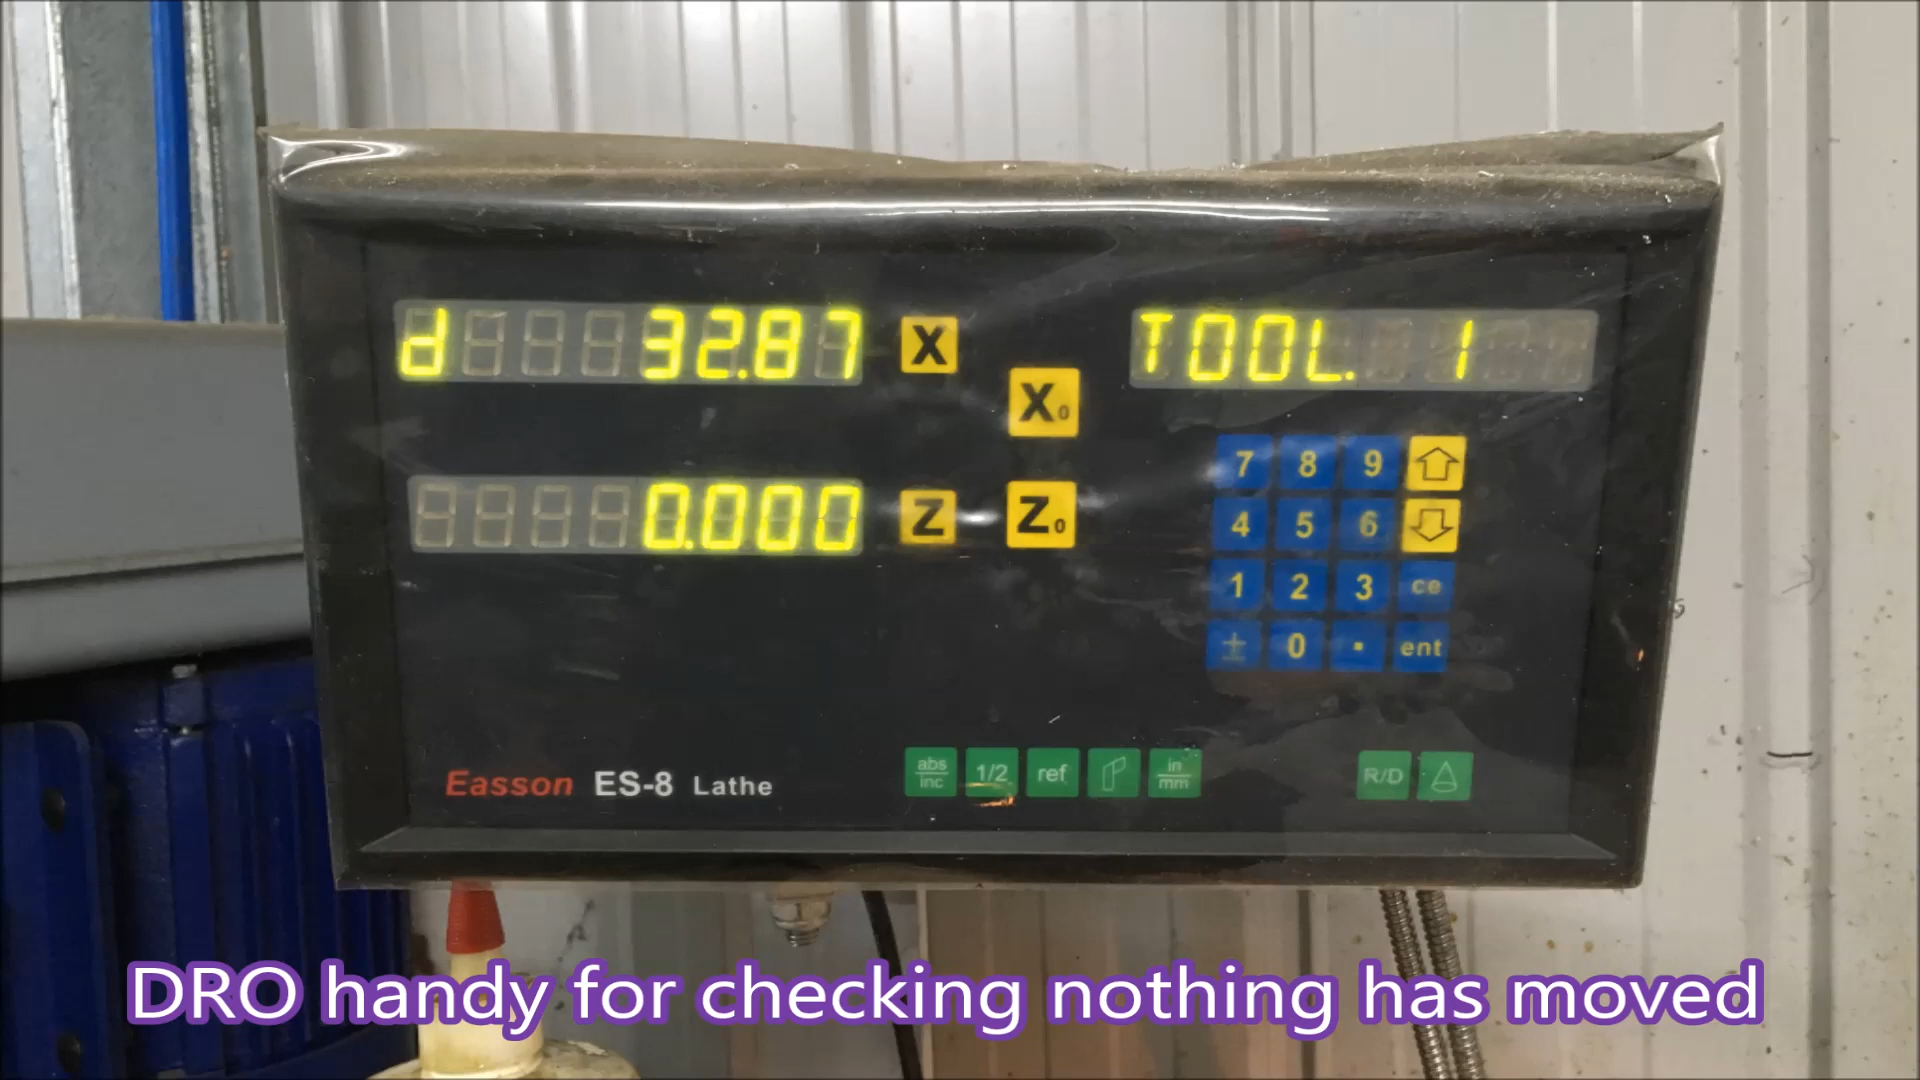 d 32.87 X TOOL. 1
X0
0.000 Z Z0
7 8 9
4 5 6
1 2 3 ce
± 0 . ent
Easson ES-8 Lathe
abs inc 1/2 ref in mm R/D
DRO handy for checking nothing has moved